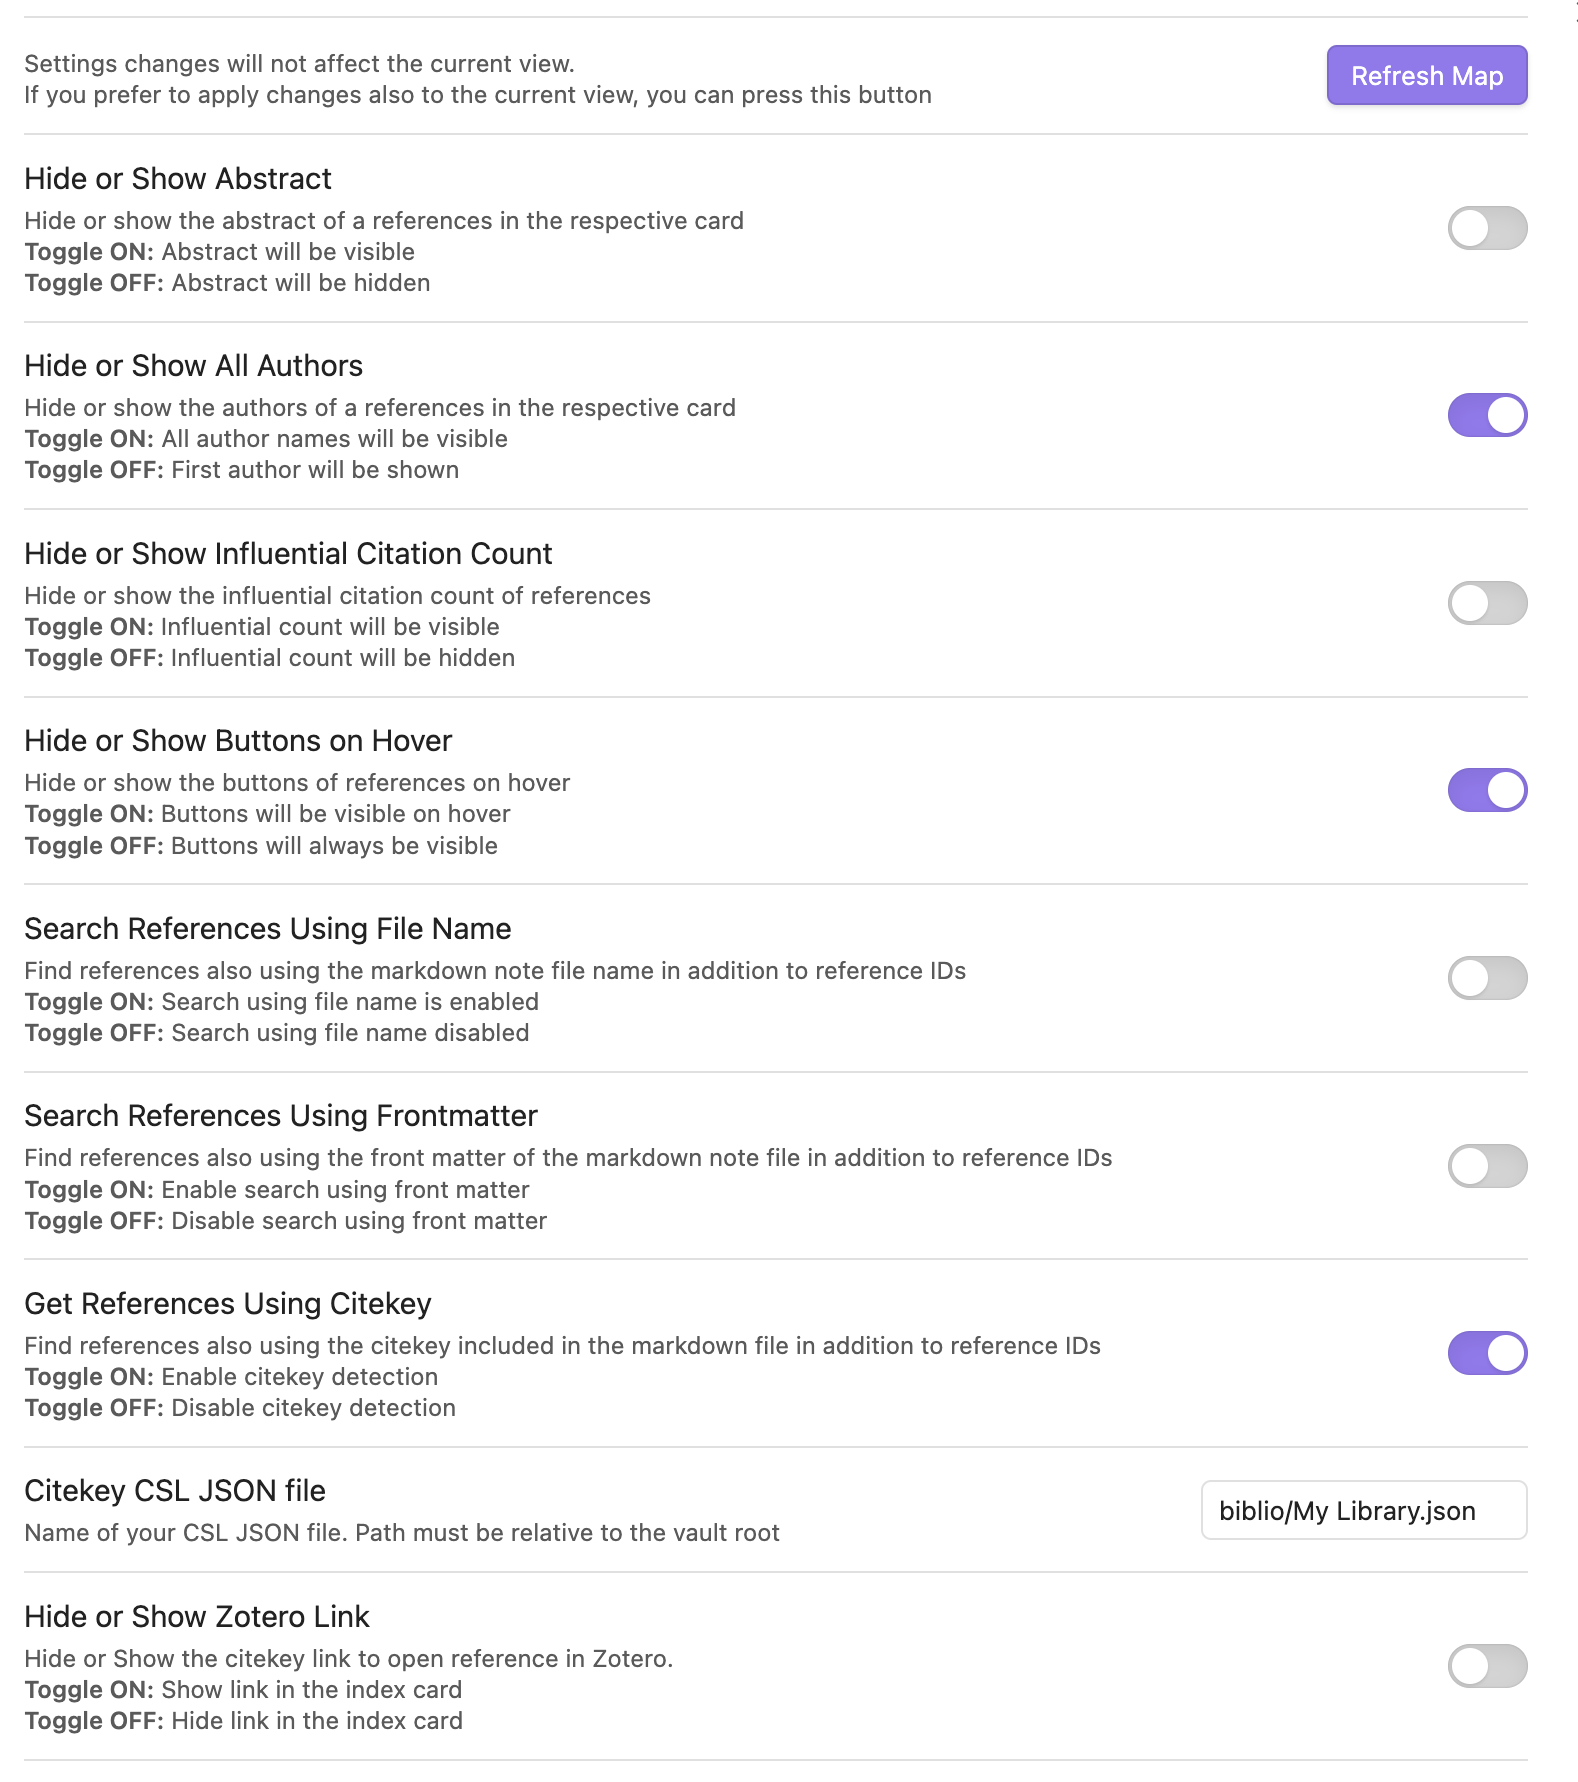 Settings changes will not affect the current view.
If you prefer to apply changes also to the current view, you can press this button
Refresh Map
Hide or Show Abstract
Hide or show the abstract of a references in the respective card
Toggle ON: Abstract will be visible
Toggle OFF: Abstract will be hidden
Hide or Show All Authors
Hide or show the authors of a references in the respective card
Toggle ON: All author names will be visible
Toggle OFF: First author will be shown
Hide or Show Influential Citation Count
Hide or show the influential citation count of references
Toggle ON: Influential count will be visible
Toggle OFF: Influential count will be hidden
Hide or Show Buttons on Hover
Hide or show the buttons of references on hover
Toggle ON: Buttons will be visible on hover
Toggle OFF: Buttons will always be visible
Search References Using File Name
Find references also using the markdown note file name in addition to reference IDs
Toggle ON: Search using file name is enabled
Toggle OFF: Search using file name disabled
Search References Using Frontmatter
Find references also using the front matter of the markdown note file in addition to reference IDs
Toggle ON: Enable search using front matter
Toggle OFF: Disable search using front matter
Get References Using Citekey
Find references also using the citekey included in the markdown file in addition to reference IDs
Toggle ON: Enable citekey detection
Toggle OFF: Disable citekey detection
Citekey CSL JSON file
Name of your CSL JSON file. Path must be relative to the vault root
biblio/My Library.json
Hide or Show Zotero Link
Hide or Show the citekey link to open reference in Zotero.
Toggle ON: Show link in the index card
Toggle OFF: Hide link in the index card